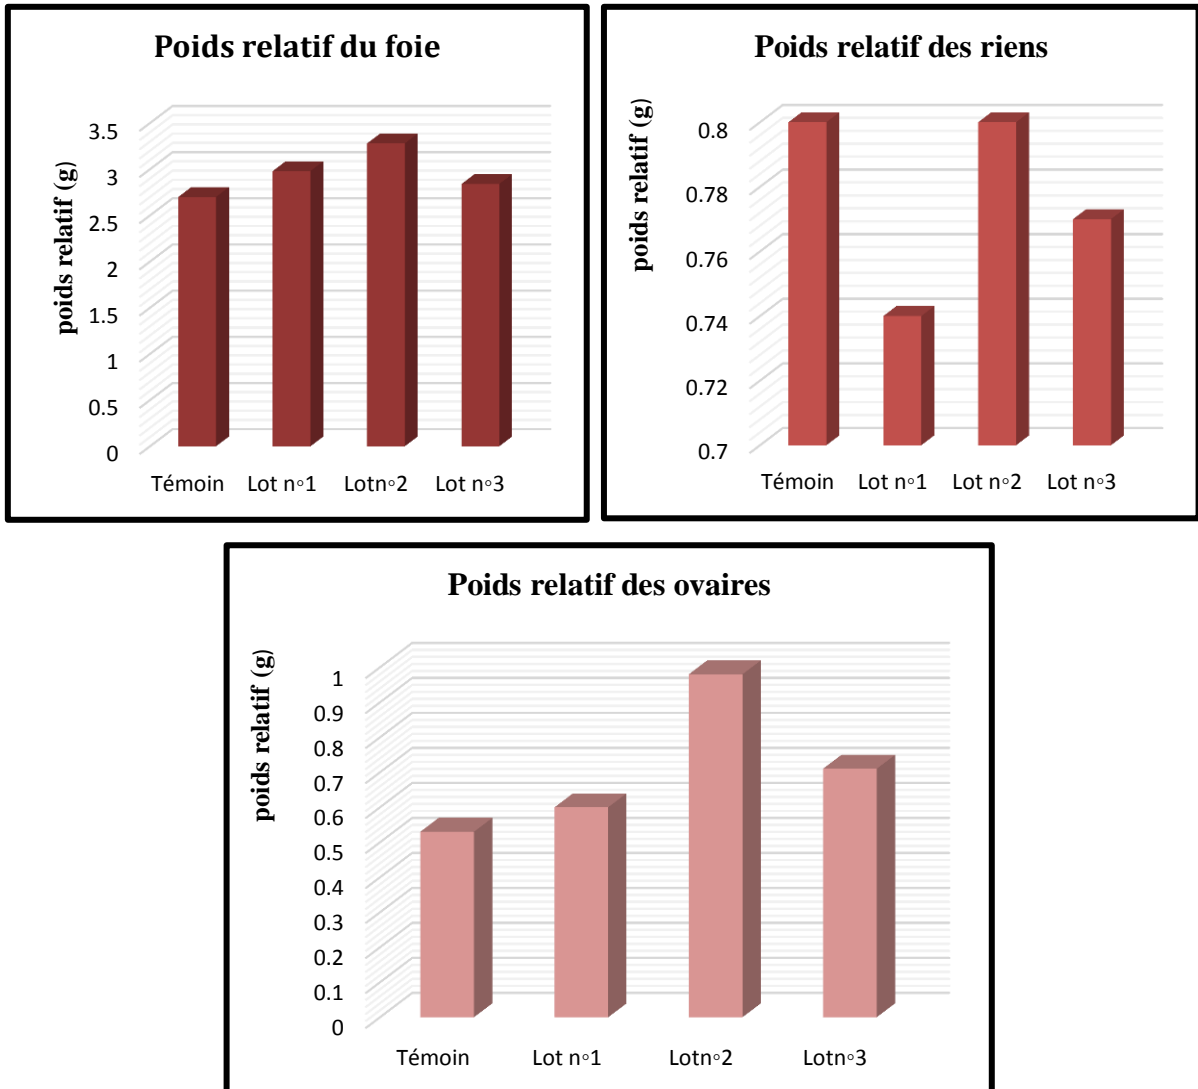 Poids relatif du foie
poids relatif (g)
3.5
3
2.5
2
1.5
1
0.5
0
Témoin Lot n◦1 Lotn◦2 Lot n◦3
Poids relatif des riens
poids relatif (g)
0.8
0.78
0.76
0.74
0.72
0.7
Témoin Lot n◦1 Lot n◦2 Lot n◦3
Poids relatif des ovaires
poids relatif (g)
1
0.9
0.8
0.7
0.6
0.5
0.4
0.3
0.2
0.1
0
Témoin Lot n◦1 Lotn◦2 Lotn◦3